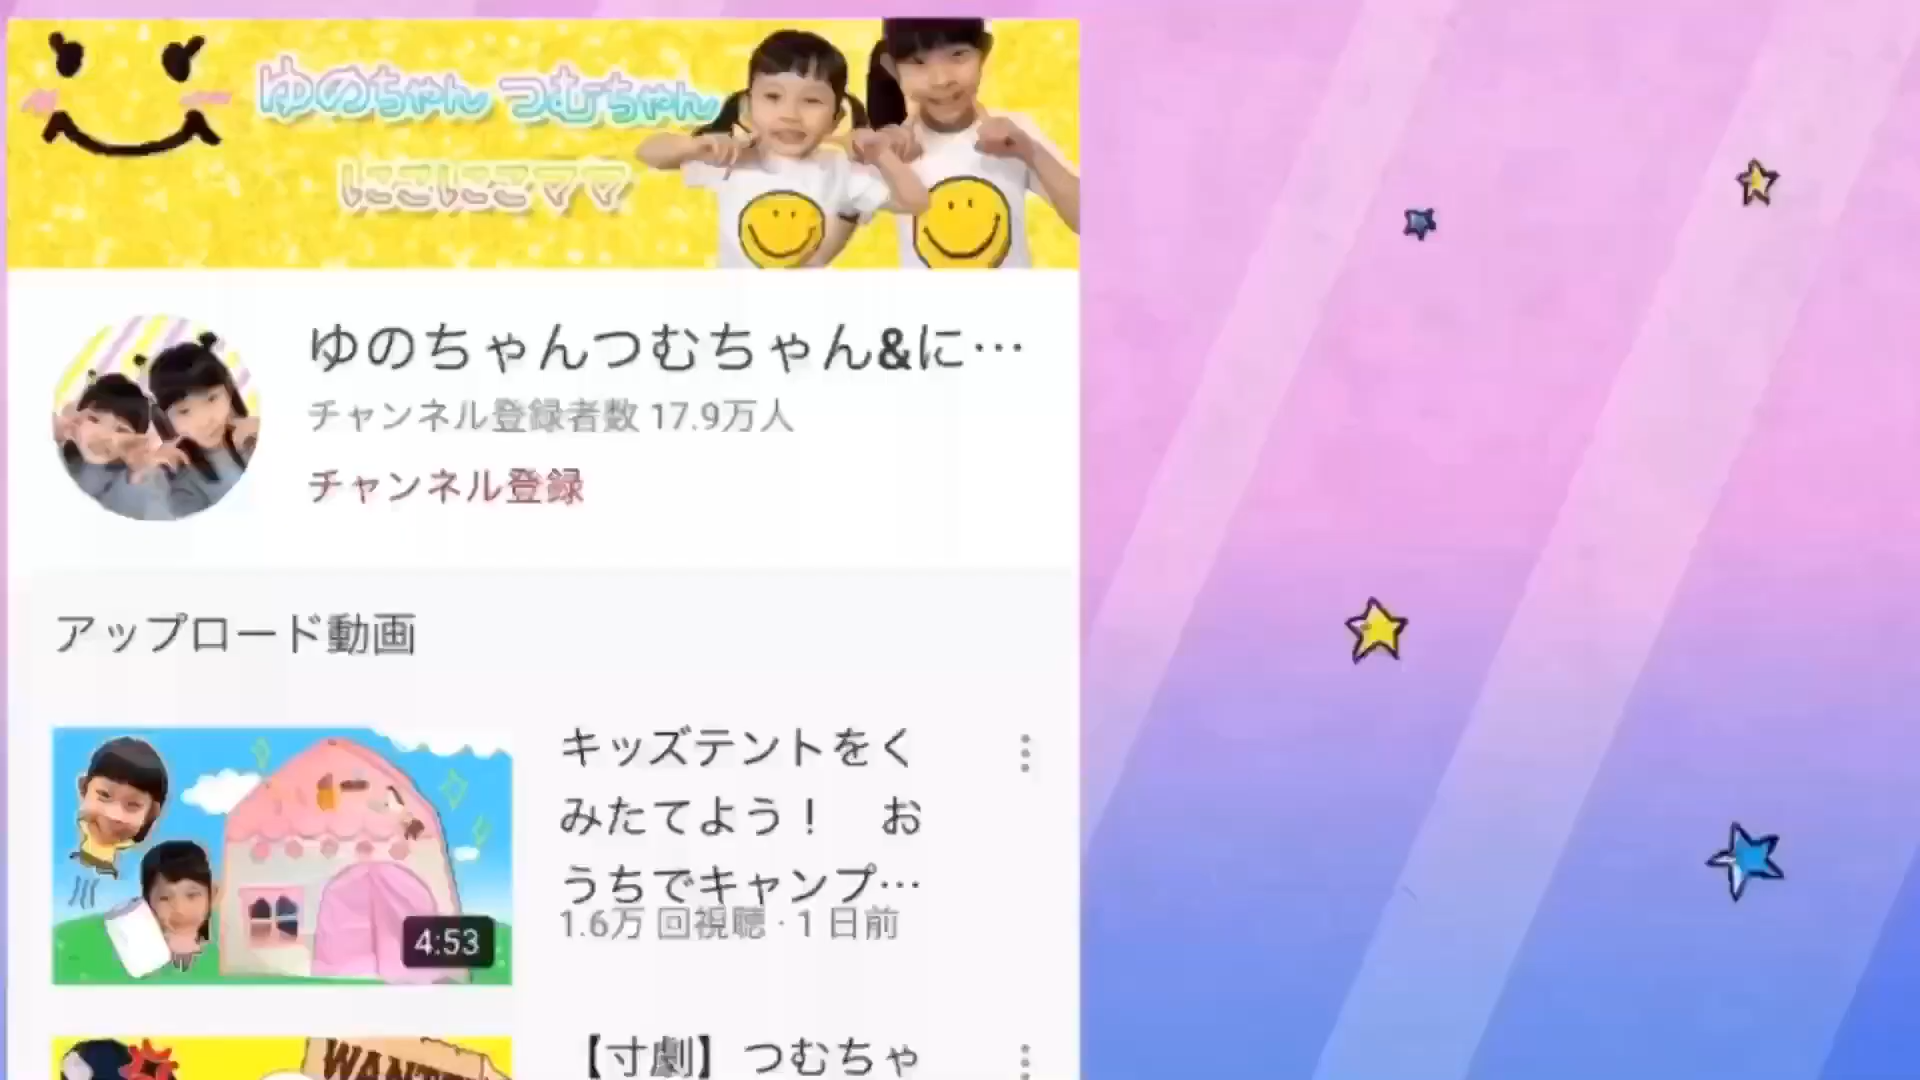 ゆのちゃん つむちゃん
にこにこママ
ゆのちゃんつむちゃん&に…
チャンネル登録者数 17.9万人
チャンネル登録
アップロード動画
キッズテントをく
みたてよう！　お
うちでキャンプ…
1.6万 回視聴 · 1 日前
4:53
【寸劇】つむちゃ